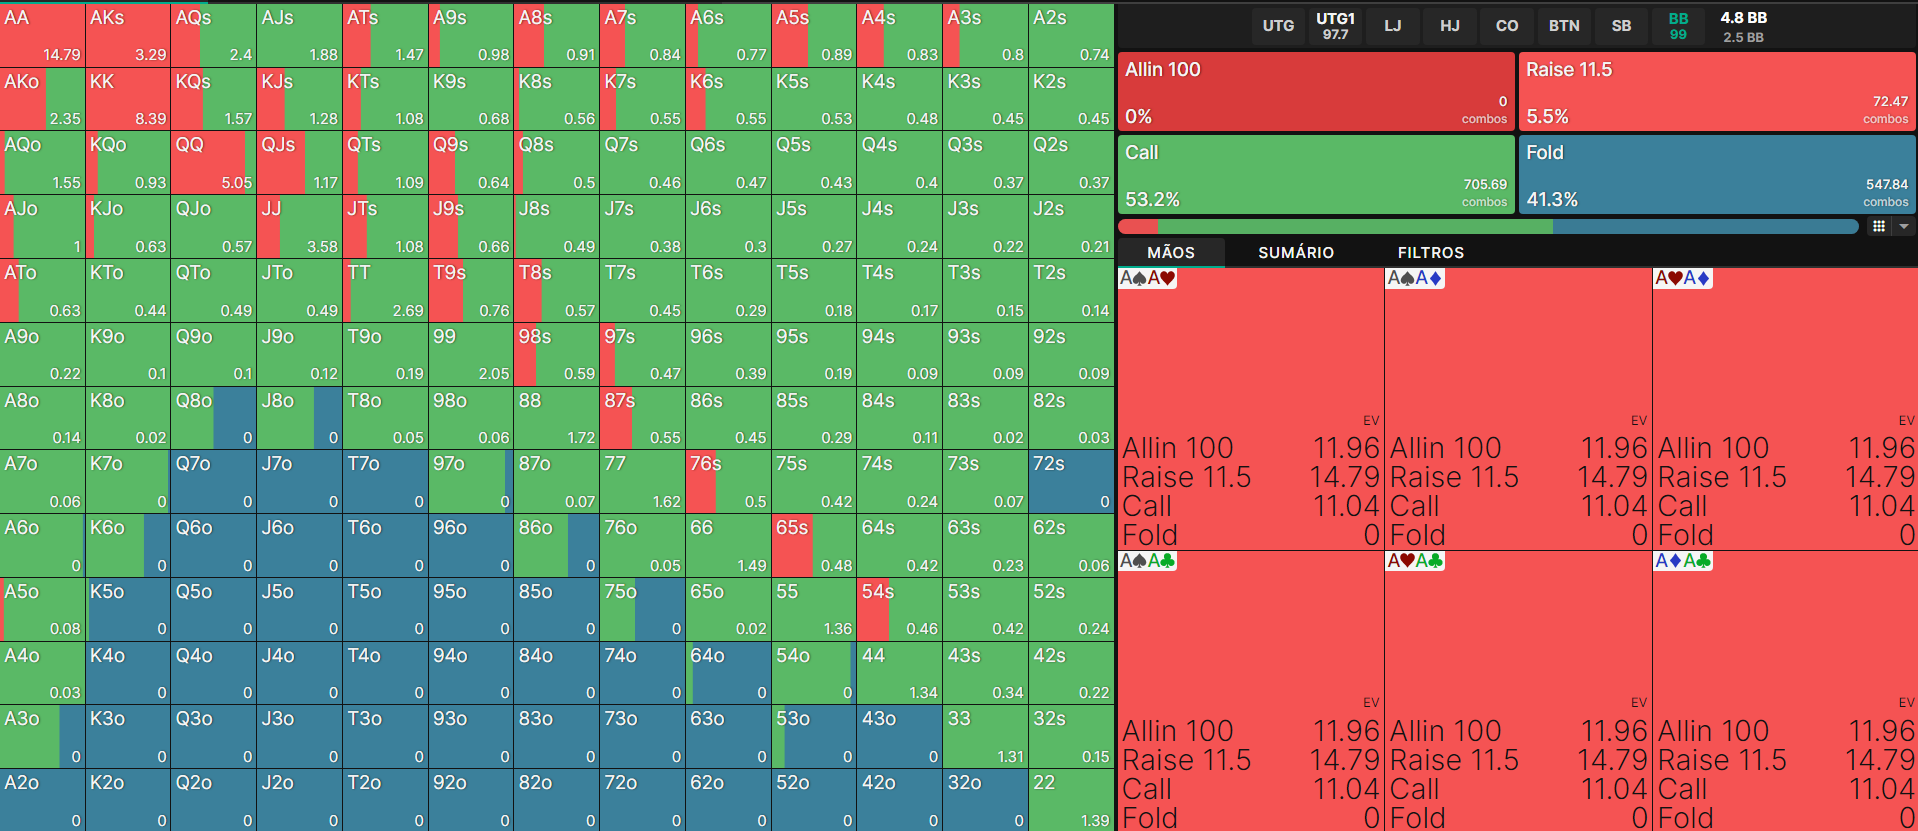 AA AKs AQs AJs ATs A9s A8s A7s A6s A5s A4s A3s A2s
14.79 3.29 2.4 1.88 1.47 0.98 0.91 0.84 0.77 0.89 0.83 0.8 0.74
AKo KK KQs KJs KTs K9s K8s K7s K6s K5s K4s K3s K2s
2.35 8.39 1.57 1.28 1.08 0.68 0.56 0.55 0.55 0.53 0.48 0.45 0.45
AQo KQo QQ QJs QTs Q9s Q8s Q7s Q6s Q5s Q4s Q3s Q2s
1.55 0.93 5.05 1.17 1.09 0.64 0.5 0.46 0.47 0.43 0.4 0.37 0.37
AJo KJo QJo JJ JTs J9s J8s J7s J6s J5s J4s J3s J2s
1 0.63 0.57 3.58 1.08 0.66 0.49 0.38 0.3 0.27 0.24 0.22 0.21
ATo KTo QTo JTo TT T9s T8s T7s T6s T5s T4s T3s T2s
0.63 0.44 0.49 0.49 2.69 0.76 0.57 0.45 0.29 0.18 0.17 0.15 0.14
A9o K9o Q9o J9o T9o 99 98s 97s 96s 95s 94s 93s 92s
0.22 0.1 0.1 0.12 0.19 2.05 0.59 0.47 0.39 0.19 0.09 0.09 0.09
A8o K8o Q8o J8o T8o 98o 88 87s 86s 85s 84s 83s 82s
0.14 0.02 0 0 0.05 0.06 1.72 0.55 0.45 0.29 0.11 0.02 0.03
A7o K7o Q7o J7o T7o 97o 87o 77 76s 75s 74s 73s 72s
0.06 0 0 0 0 0 0.07 1.62 0.5 0.42 0.24 0.07 0
A6o K6o Q6o J6o T6o 96o 86o 76o 66 65s 64s 63s 62s
0 0 0 0 0 0 0 0.05 1.49 0.48 0.42 0.23 0.06
A5o K5o Q5o J5o T5o 95o 85o 75o 65o 55 54s 53s 52s
0.08 0 0 0 0 0 0 0 0.02 1.36 0.46 0.42 0.24
A4o K4o Q4o J4o T4o 94o 84o 74o 64o 54o 44 43s 42s
0.03 0 0 0 0 0 0 0 0 0 1.34 0.34 0.22
A3o K3o Q3o J3o T3o 93o 83o 73o 63o 53o 43o 33 32s
0 0 0 0 0 0 0 0 0 0 0 1.31 0.15
A2o K2o Q2o J2o T2o 92o 82o 72o 62o 52o 42o 32o 22
0 0 0 0 0 0 0 0 0 0 0 0 1.39
UTG UTG1 LJ HJ CO BTN SB BB 4.8 BB
97.7 99 2.5 BB
Allin 100
0
0% combos
Raise 11.5
72.47
5.5% combos
Call
705.69
53.2% combos
Fold
547.84
41.3% combos
MÃOS SUMÁRIO FILTROS
A♠A♥ A♠A♦ A♥A♦
EV EV EV
Allin 100 11.96 Allin 100 11.96 Allin 100 11.96
Raise 11.5 14.79 Raise 11.5 14.79 Raise 11.5 14.79
Call 11.04 Call 11.04 Call 11.04
Fold 0 Fold 0 Fold 0
A♠A♣ A♥A♣ A♦A♣
EV EV EV
Allin 100 11.96 Allin 100 11.96 Allin 100 11.96
Raise 11.5 14.79 Raise 11.5 14.79 Raise 11.5 14.79
Call 11.04 Call 11.04 Call 11.04
Fold 0 Fold 0 Fold 0